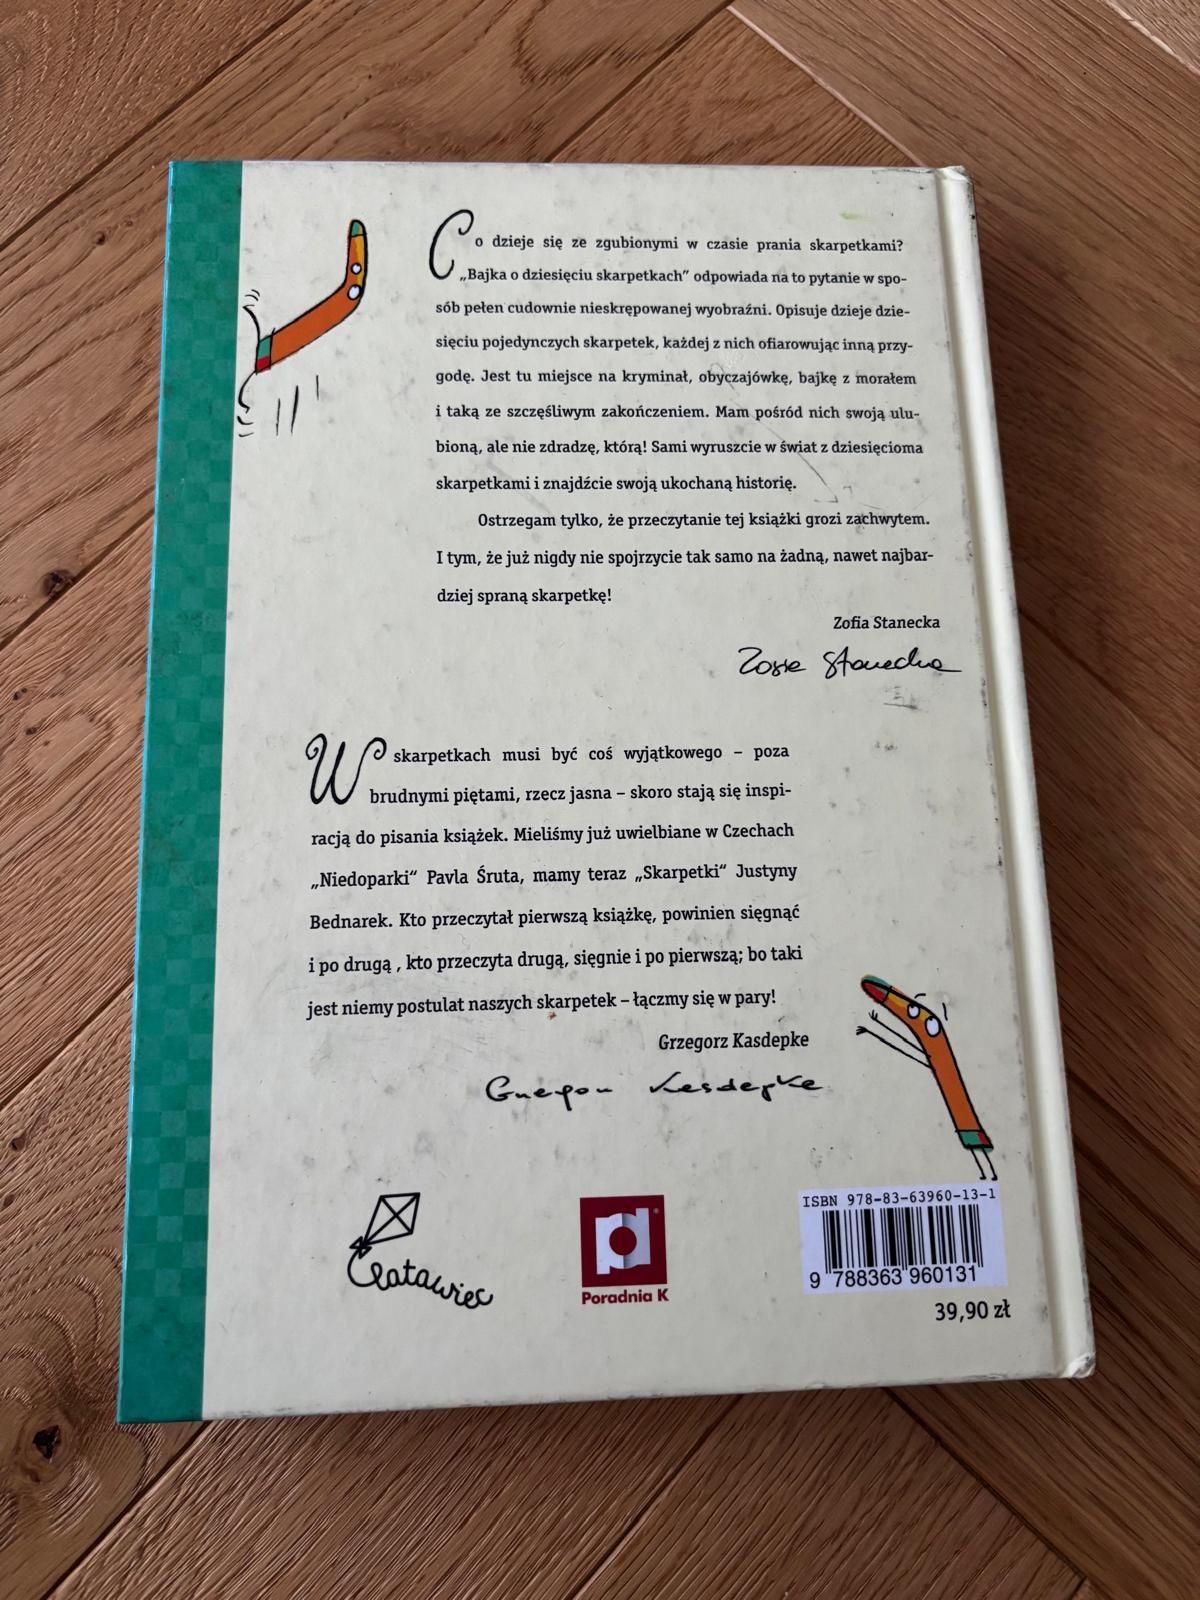 Co dzieje się ze zgubionymi w czasie prania skarpetkami?
„Bajka o dziesięciu skarpetkach” odpowiada na to pytanie w spo-
sób pełen cudownie nieskrępowanej wyobraźni. Opisuje dzieje dzie-
sięciu pojedynczych skarpetek, każdej z nich ofiarowując inną przy-
godę. Jest tu miejsce na kryminał, obyczajówkę, bajkę z morałem
i taką ze szczęśliwym zakończeniem. Mam pośród nich swoją ulu-
bioną, ale nie zdradzę, którą! Sami wyruszcie w świat z dziesięcioma
skarpetkami i znajdźcie swoją ukochaną historię.
Ostrzegam tylko, że przeczytanie tej książki grozi zachwytem.
I tym, że już nigdy nie spojrzycie tak samo na żadną, nawet najbar-
dziej spraną skarpetkę!
Zofia Stanecka
Zosie Stanecka
W skarpetkach musi być coś wyjątkowego – poza
brudnymi piętami, rzecz jasna – skoro stają się inspi-
racją do pisania książek. Mieliśmy już uwielbiane w Czechach
„Niedoparki“ Pavla Śruta, mamy teraz „Skarpetki“ Justyny
Bednarek. Kto przeczytał pierwszą książkę, powinien sięgnąć
i po drugą , kto przeczyta drugą, sięgnie i po pierwszą; bo taki
jest niemy postulat naszych skarpetek – łączmy się w pary!
Grzegorz Kasdepke
Grzegorz Kasdepke
Latawiec
Poradnia K
ISBN 978-83-63960-13-1
9 788363 960131
39,90 zł